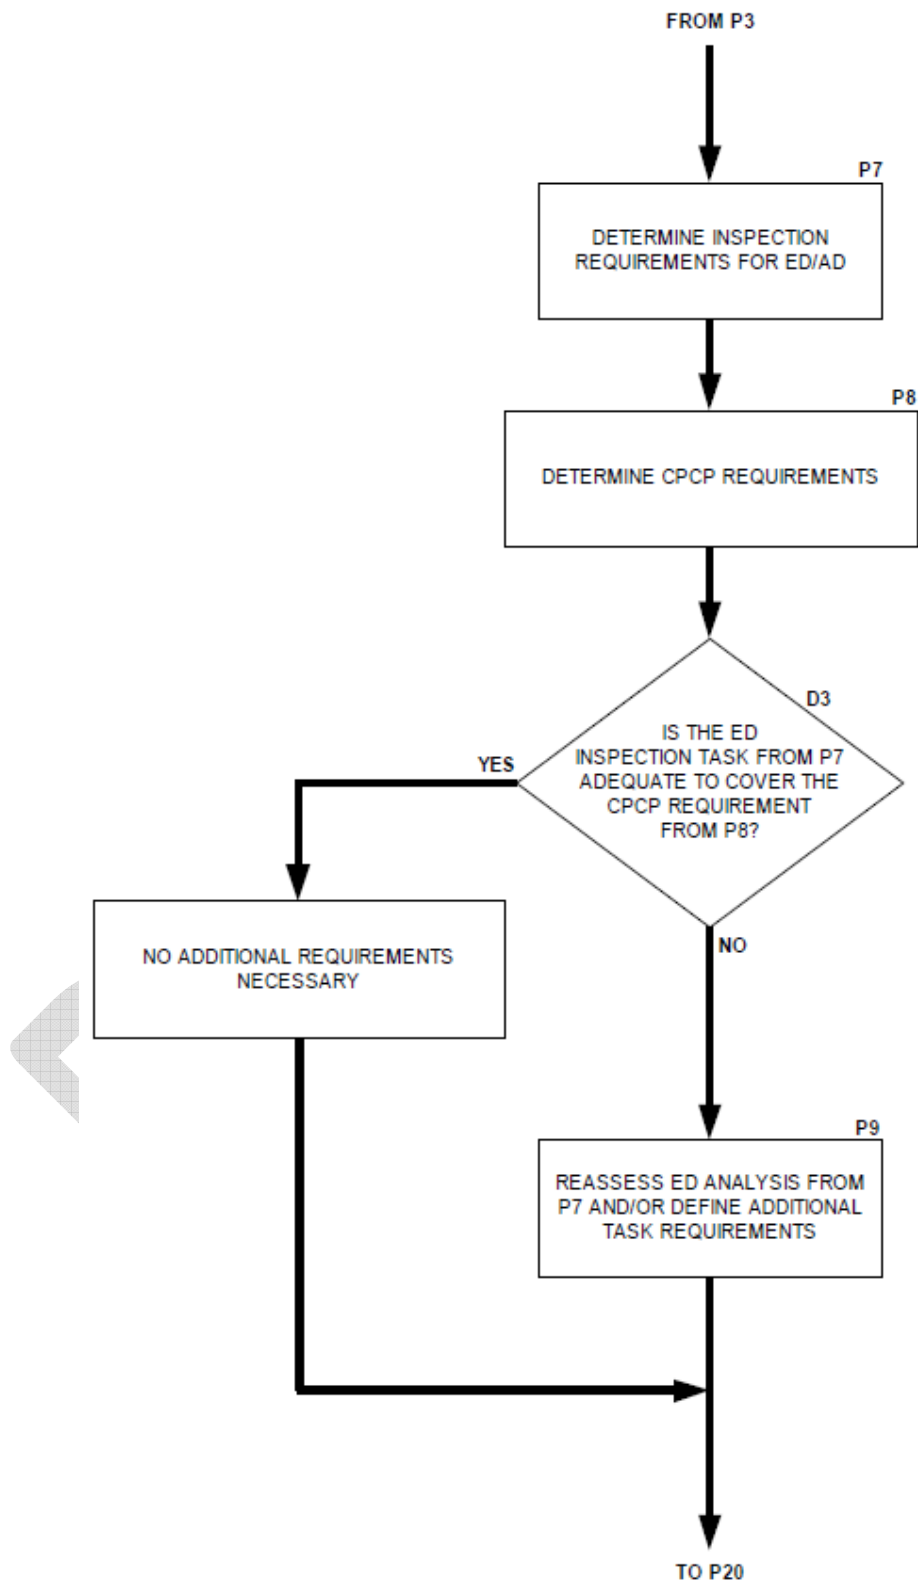 FROM P3
P7
DETERMINE INSPECTION
REQUIREMENTS FOR ED/AD
P8
DETERMINE CPCP REQUIREMENTS
D3
IS THE ED
INSPECTION TASK FROM P7
ADEQUATE TO COVER THE
CPCP REQUIREMENT
FROM P8?
YES
NO ADDITIONAL REQUIREMENTS
NECESSARY
NO
P9
REASSESS ED ANALYSIS FROM
P7 AND/OR DEFINE ADDITIONAL
TASK REQUIREMENTS
TO P20